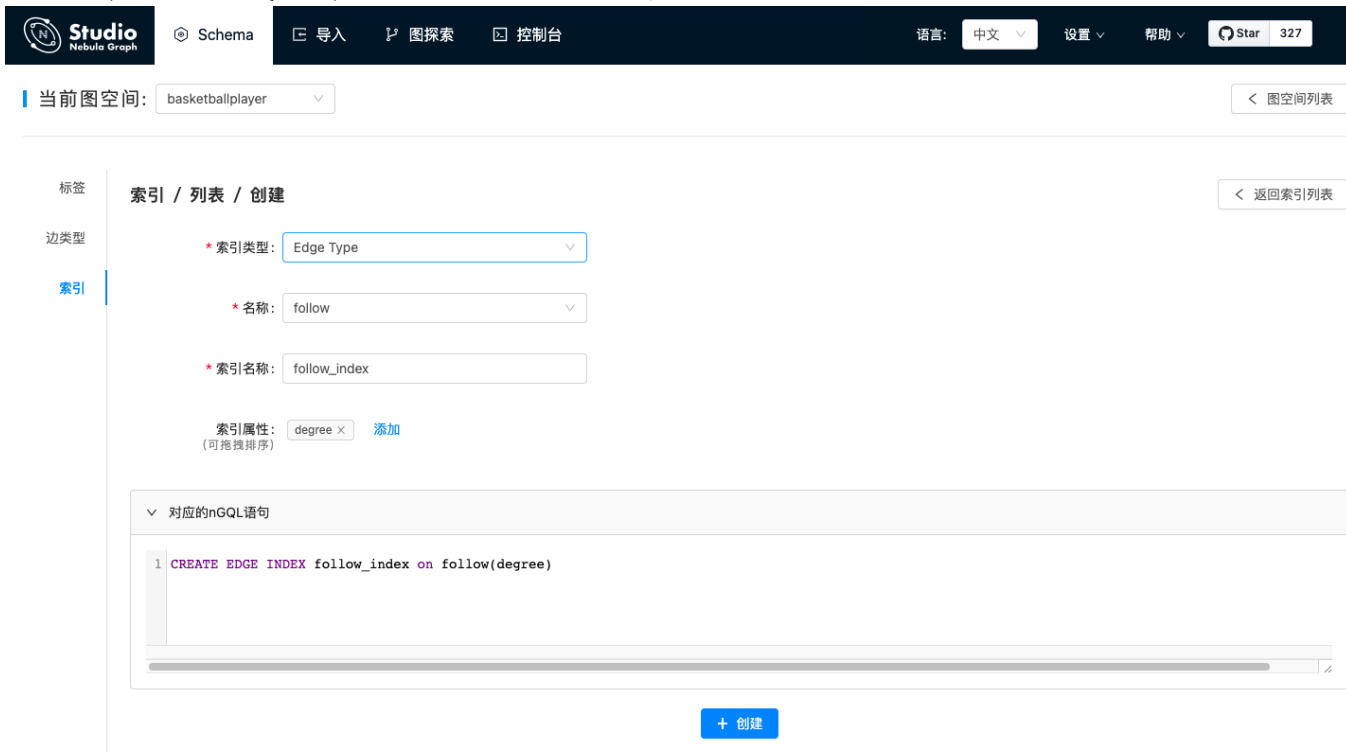 Studio Nebula Graph Schema 导入 图探索 控制台 语言: 中文 设置 帮助 Star 327
当前图空间: basketballplayer 图空间列表
标签
边类型
索引
索引 / 列表 / 创建 返回索引列表
* 索引类型: Edge Type
* 名称: follow
* 索引名称: follow_index
索引属性: degree × 添加
(可拖拽排序)
对应的nGQL语句
1 CREATE EDGE INDEX follow_index on follow(degree)
+ 创建